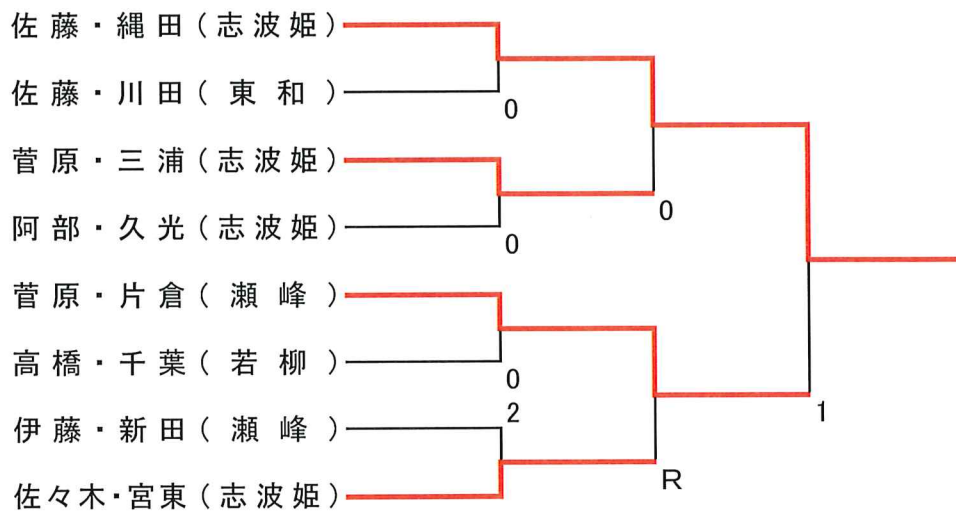 佐藤・縄田(志波姫)
佐藤・川田(東和)
0
菅原・三浦(志波姫)
0
阿部・久光(志波姫)
0
菅原・片倉(瀬峰)
高橋・千葉(若柳)
0
2
1
伊藤・新田(瀬峰)
R
佐々木・宮東(志波姫)